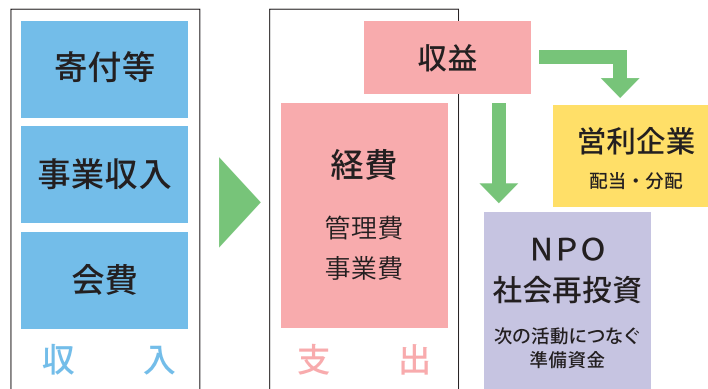 寄付等
事業収入
会費
収入
収益
経費
管理費
事業費
支出
営利企業
配当・分配
NPO
社会再投資
次の活動につなぐ
準備資金